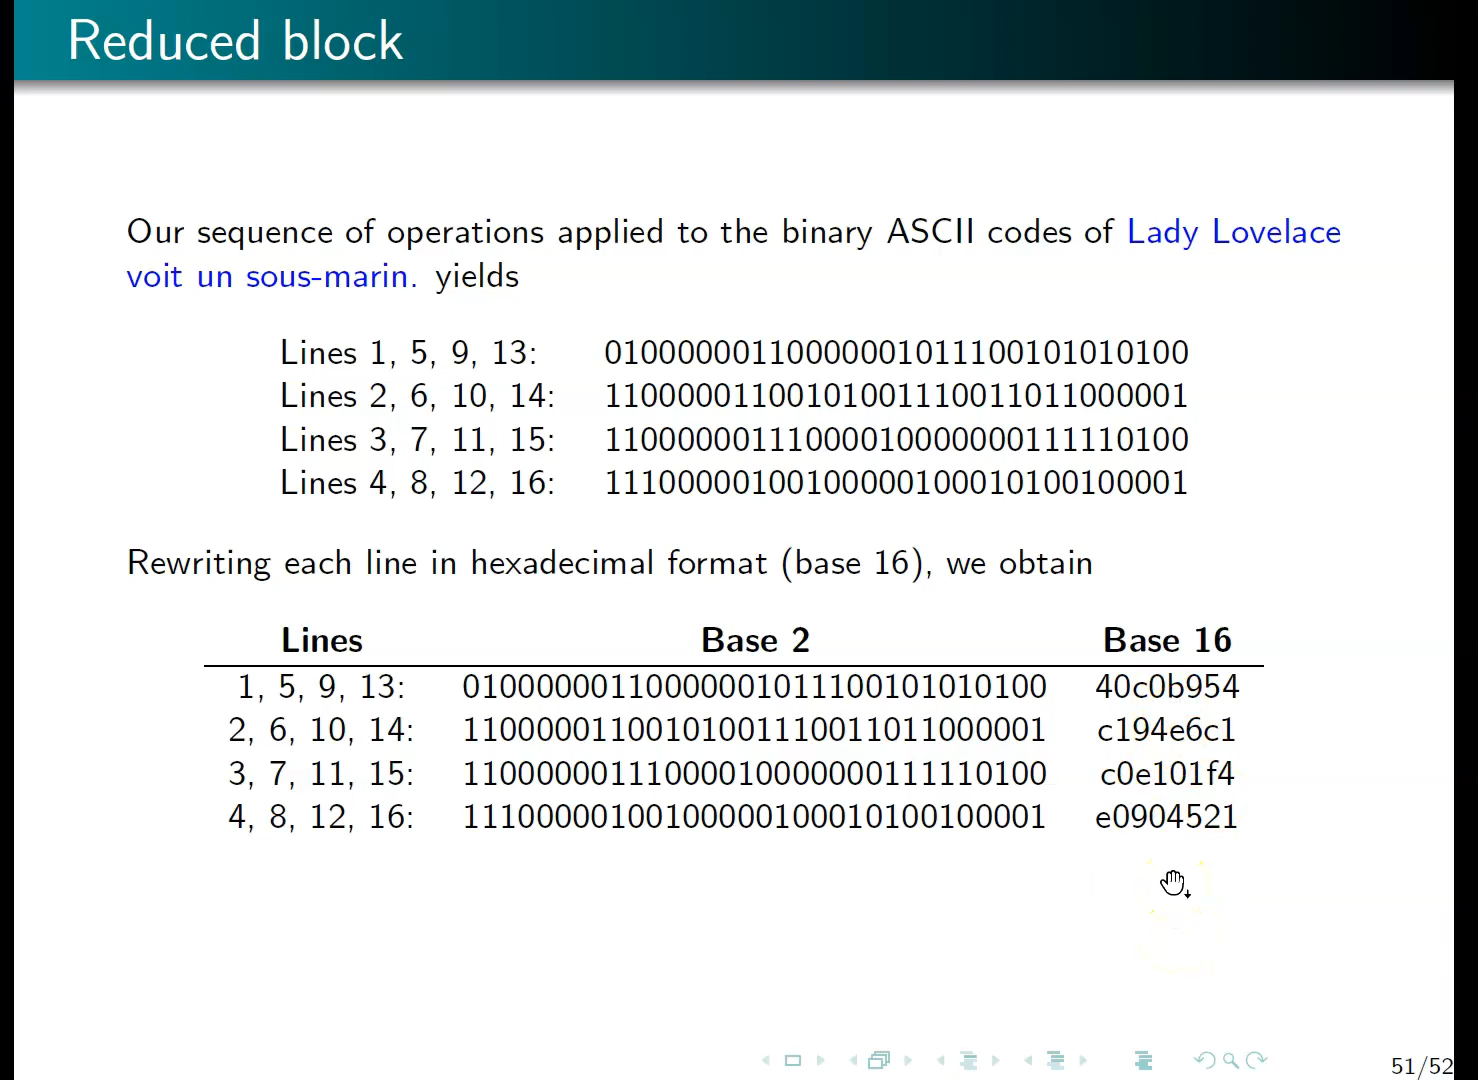 Reduced block
Our sequence of operations applied to the binary ASCII codes of Lady Lovelace
voit un sous-marin. yields
Lines 1, 5, 9, 13: 01000000110000001011100101010100
Lines 2, 6, 10, 14: 11000001100101001110011011000001
Lines 3, 7, 11, 15: 11000000111000010000000111110100
Lines 4, 8, 12, 16: 11100000100100000100010100100001
Rewriting each line in hexadecimal format (base 16), we obtain
Lines Base 2 Base 16
1, 5, 9, 13: 01000000110000001011100101010100 40c0b954
2, 6, 10, 14: 11000001100101001110011011000001 c194e6c1
3, 7, 11, 15: 11000000111000010000000111110100 c0e101f4
4, 8, 12, 16: 11100000100100000100010100100001 e0904521
51/52